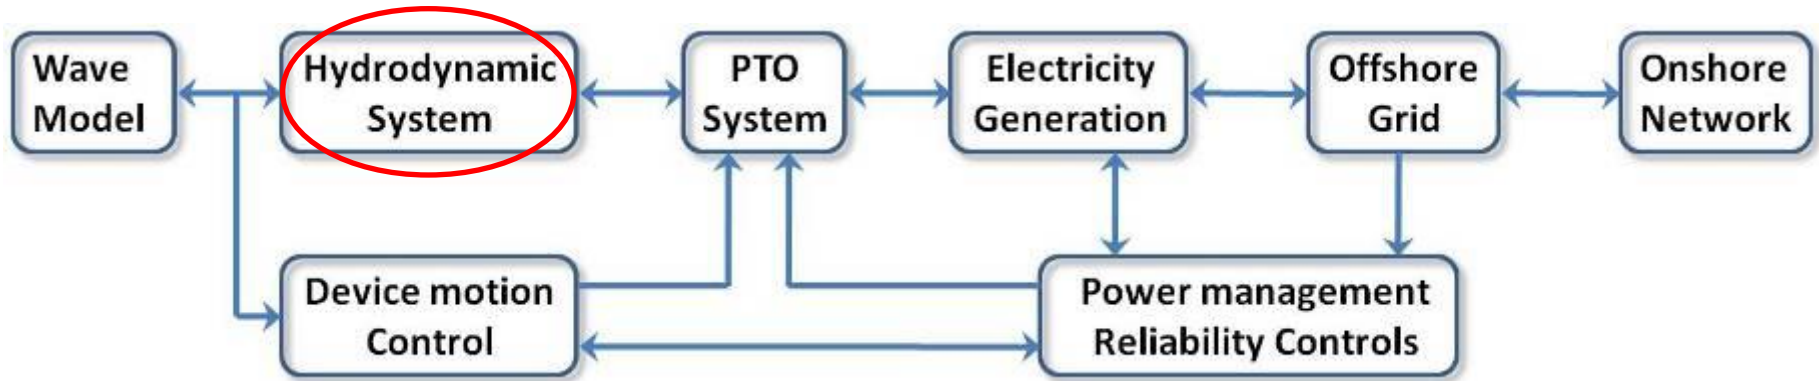 Wave
Model
Hydrodynamic
System
PTO
System
Electricity
Generation
Offshore
Grid
Onshore
Network
Device motion
Control
Power management
Reliability Controls